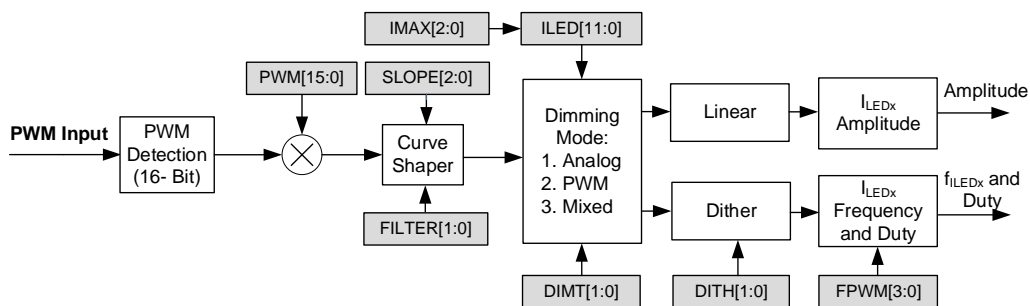 IMAX[2:0]
ILED[11:0]
PWM[15:0]
SLOPE[2:0]
PWM Input
PWM
Detection
(16- Bit)
Curve
Shaper
FILTER[1:0]
Dimming
Mode:
1. Analog
2. PWM
3. Mixed
DIMT[1:0]
Linear
ILEDx
Amplitude
Amplitude
Dither
ILEDx
Frequency
and Duty
fILEDx and
Duty
DITH[1:0]
FPWM[3:0]